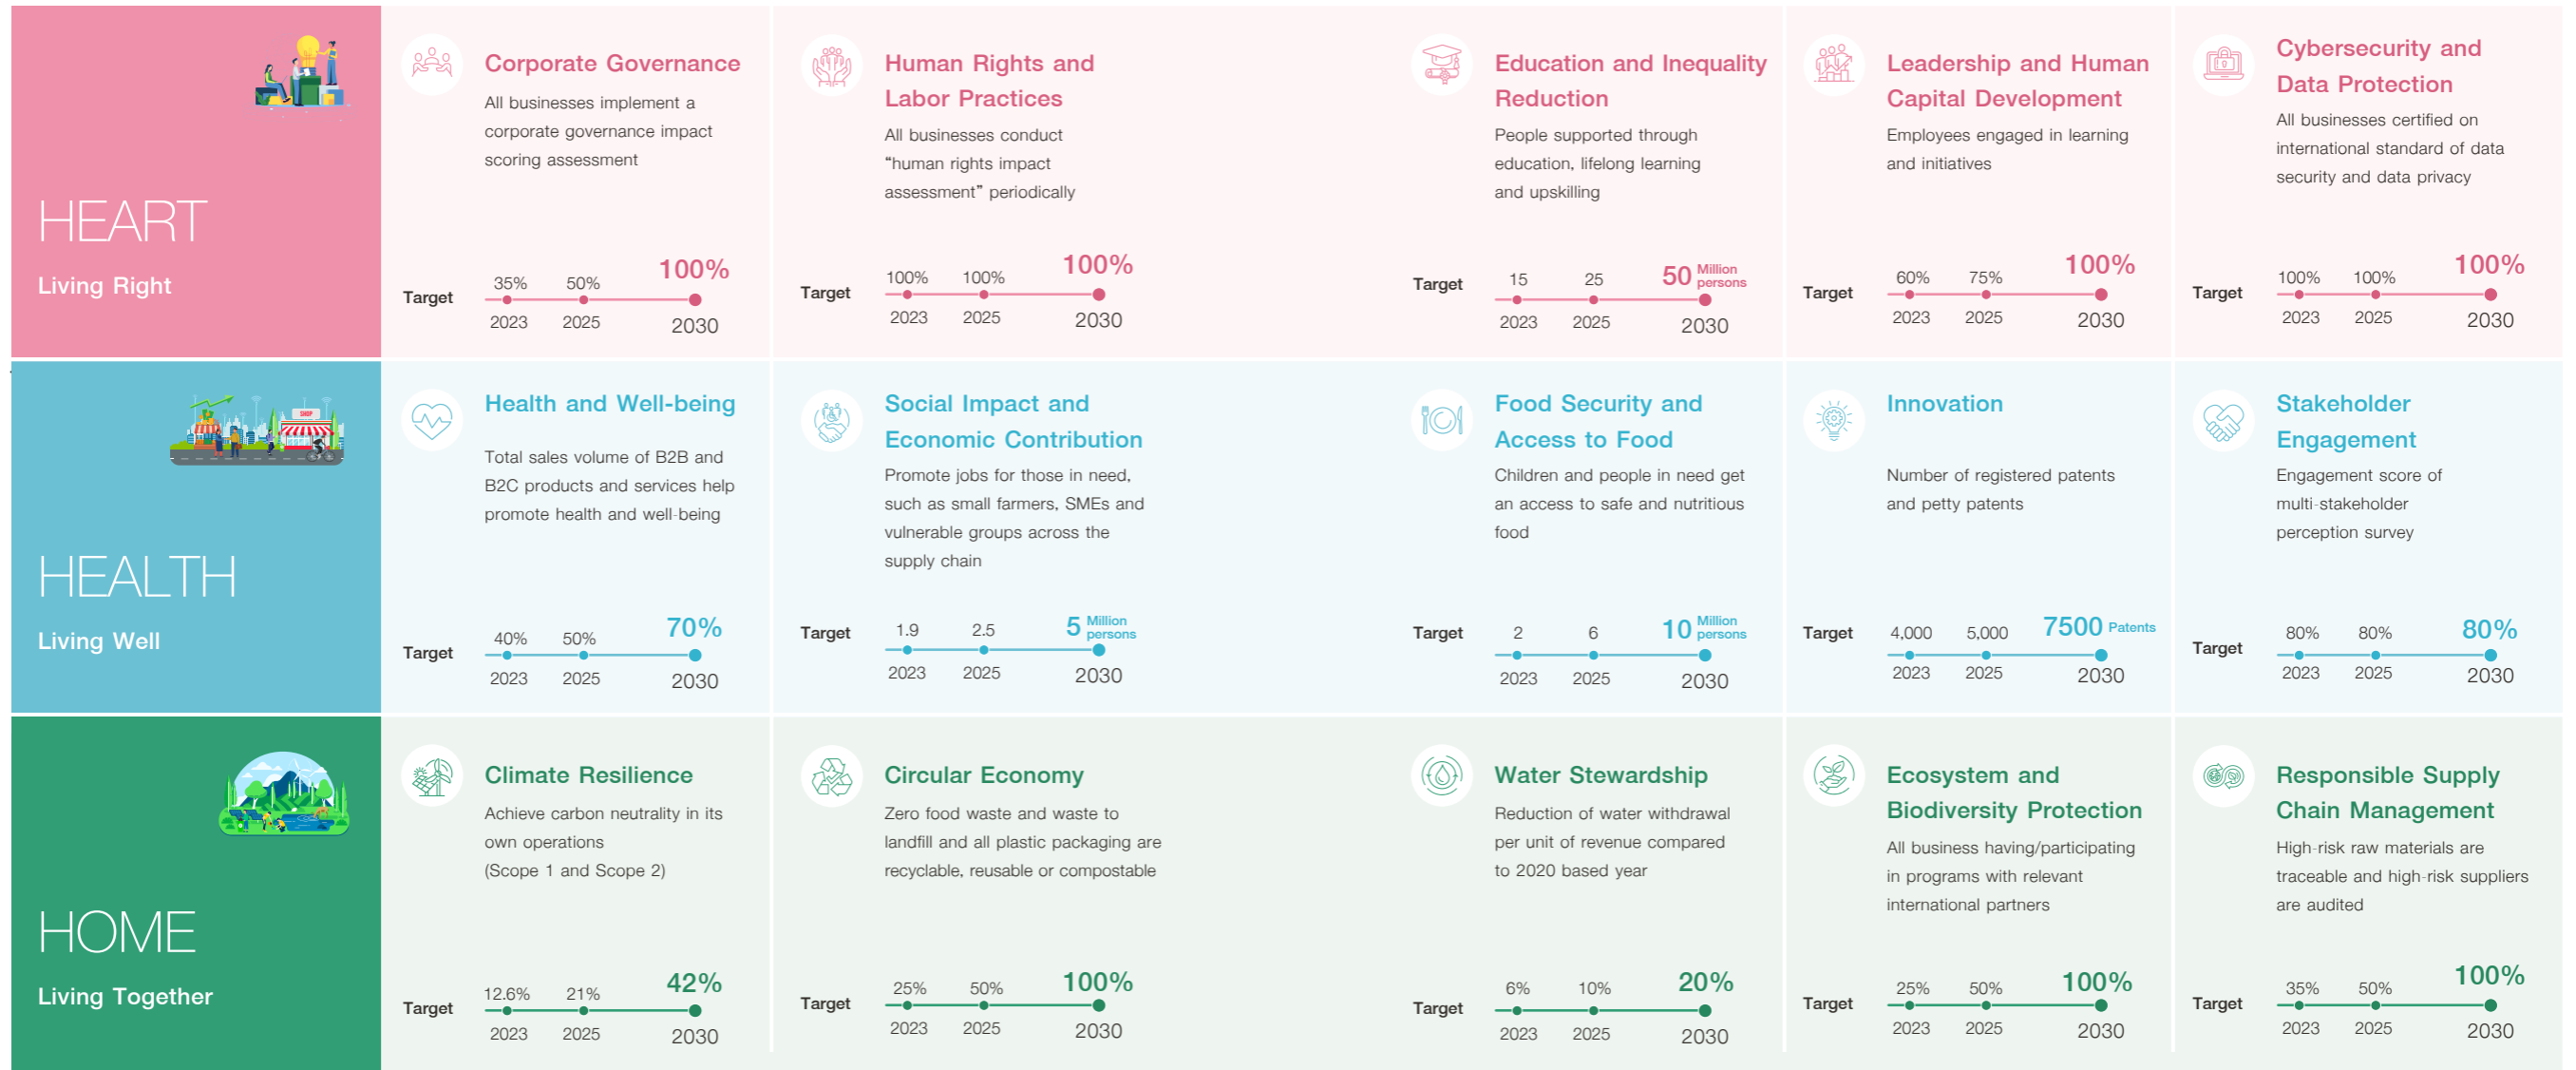 HEART
Living Right
Corporate Governance
All businesses implement a
corporate governance impact
scoring assessment
Target
35% 50% 100%
2023 2025 2030
Human Rights and
Labor Practices
All businesses conduct
“human rights impact
assessment” periodically
Target
100% 100% 100%
2023 2025 2030
Education and Inequality
Reduction
People supported through
education, lifelong learning
and upskilling
Target
15 25 50 Million
persons
2023 2025 2030
Leadership and Human
Capital Development
Employees engaged in learning
and initiatives
Target
60% 75% 100%
2023 2025 2030
Cybersecurity and
Data Protection
All businesses certified on
international standard of data
security and data privacy
Target
100% 100% 100%
2023 2025 2030
SHOP
HEALTH
Living Well
Health and Well-being
Total sales volume of B2B and
B2C products and services help
promote health and well-being
Target
40% 50% 70%
2023 2025 2030
Social Impact and
Economic Contribution
Promote jobs for those in need,
such as small farmers, SMEs and
vulnerable groups across the
supply chain
Target
1.9 2.5 5 Million
persons
2023 2025 2030
Food Security and
Access to Food
Children and people in need get
an access to safe and nutritious
food
Target
2 6 10 Million
persons
2023 2025 2030
Innovation
Number of registered patents
and petty patents
Target
4,000 5,000 7500 Patents
2023 2025 2030
Stakeholder
Engagement
Engagement score of
multi-stakeholder
perception survey
Target
80% 80% 80%
2023 2025 2030
HOME
Living Together
Climate Resilience
Achieve carbon neutrality in its
own operations
(Scope 1 and Scope 2)
Target
12.6% 21% 42%
2023 2025 2030
Circular Economy
Zero food waste and waste to
landfill and all plastic packaging are
recyclable, reusable or compostable
Target
25% 50% 100%
2023 2025 2030
Water Stewardship
Reduction of water withdrawal
per unit of revenue compared
to 2020 based year
Target
6% 10% 20%
2023 2025 2030
Ecosystem and
Biodiversity Protection
All business having/participating
in programs with relevant
international partners
Target
25% 50% 100%
2023 2025 2030
Responsible Supply
Chain Management
High-risk raw materials are
traceable and high-risk suppliers
are audited
Target
35% 50% 100%
2023 2025 2030